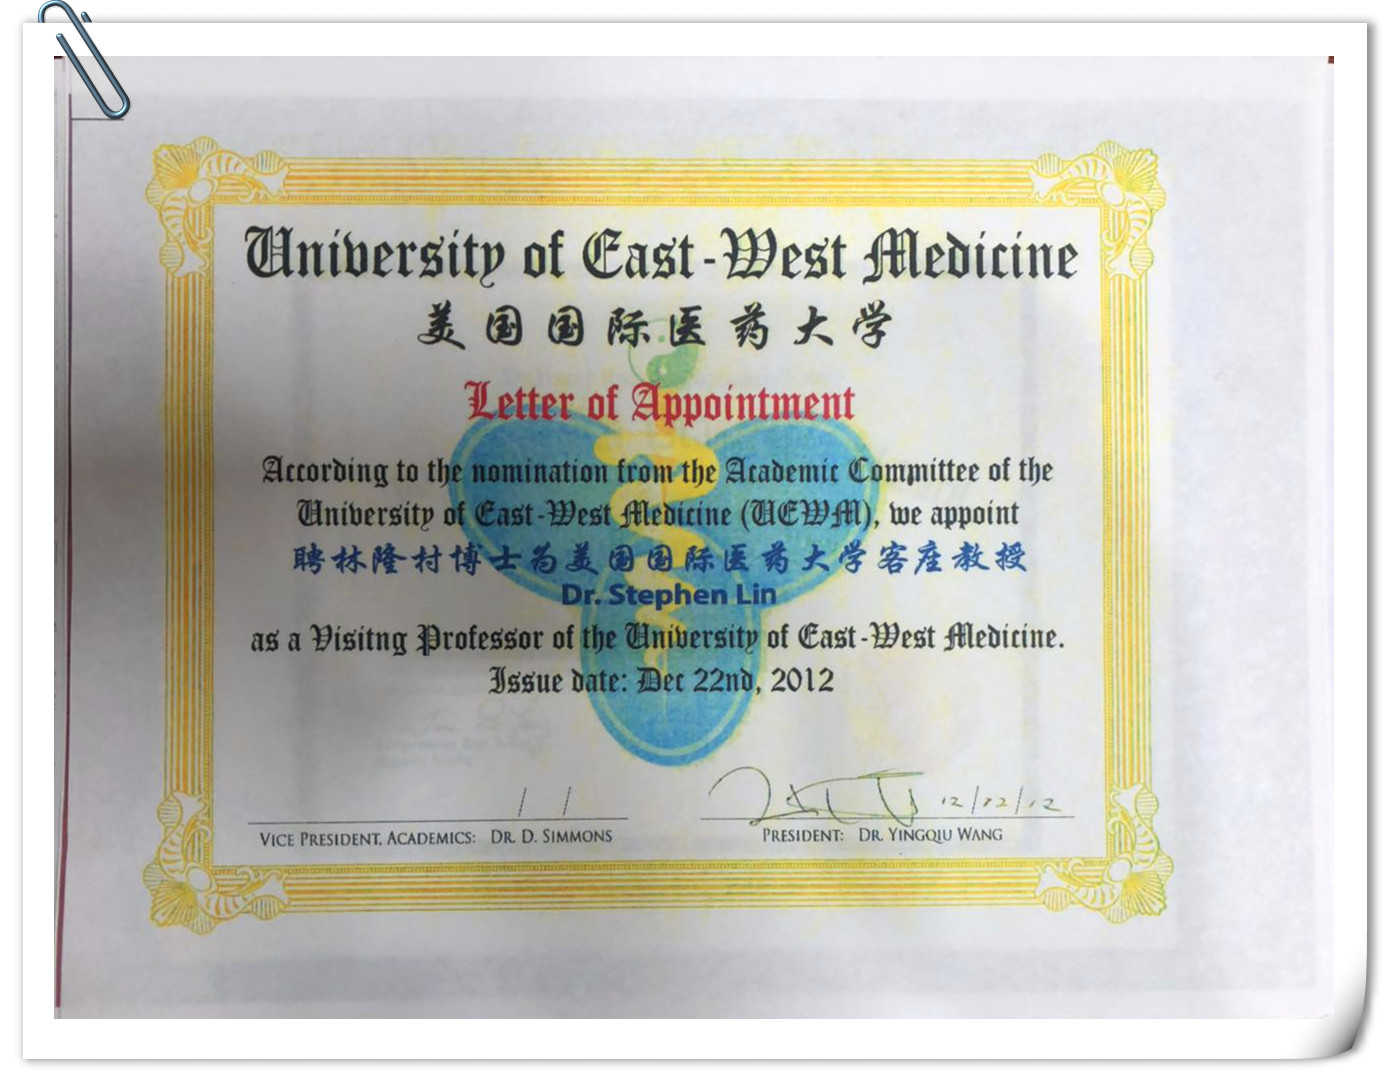 University of East-West Medicine
美国国际医药大学
Letter of Appointment
According to the nomination from the Academic Committee of the
University of East-West Medicine (UEWM), we appoint
聘林隆村博士为美国国际医药大学客座教授
Dr. Stephen Lin
as a Visitng Professor of the University of East-West Medicine.
Issue date: Dec 22nd, 2012
12/22/12
VICE PRESIDENT, ACADEMICS: DR. D. SIMMONS
PRESIDENT: DR. YINGQIU WANG